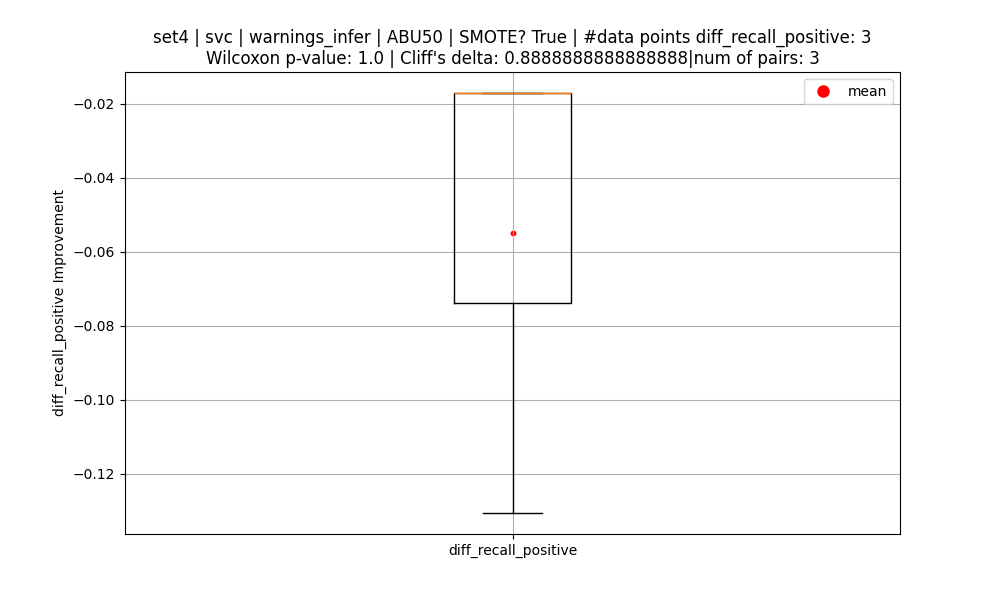 set4 | svc | warnings_infer | ABU50 | SMOTE? True | #data points diff_recall_positive: 3
Wilcoxon p-value: 1.0 | Cliff's delta: 0.8888888888888888|num of pairs: 3
mean
−0.02
−0.04
−0.06
−0.08
−0.10
−0.12
diff_recall_positive Improvement
diff_recall_positive